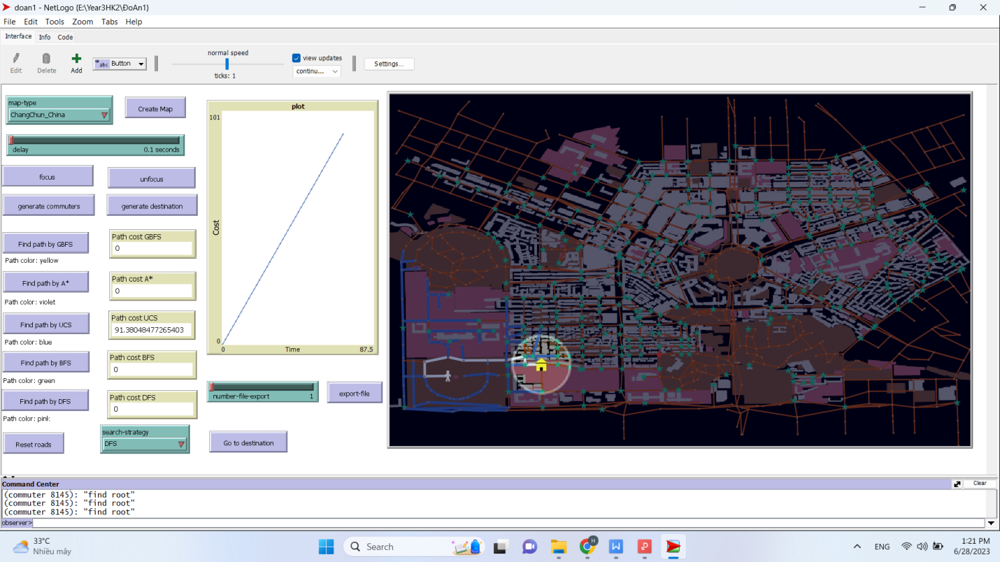 doan1 - NetLogo {E:\Year3HK2\ĐoAn1}
File Edit Tools Zoom Tabs Help
Interface Info Code
Edit Delete Add abc Button
normal speed
ticks: 1
view updates
continu...
Settings...
map-type
ChangChun_China
Create Map
delay 0.1 seconds
focus
unfocus
generate commuters
generate destination
Find path by GBFS
Path color: yellow
Path cost GBFS
0
Find path by A*
Path color: violet
Path cost A*
0
Find path by UCS
Path color: blue
Path cost UCS
91.38048477265403
Find path by BFS
Path color: green
Path cost BFS
0
Find path by DFS
Path color: pink
Path cost DFS
0
Reset roads
search-strategy
DFS
plot
101
Cost
0
0 Time 87.5
number-file-export 1
export-file
Go to destination
Command Center
Clear
(commuter 8145): "find root"
(commuter 8145): "find root"
(commuter 8145): "find root"
observer>
33°C
Nhiều mây
Search
H
ENG
1:21 PM
6/28/2023